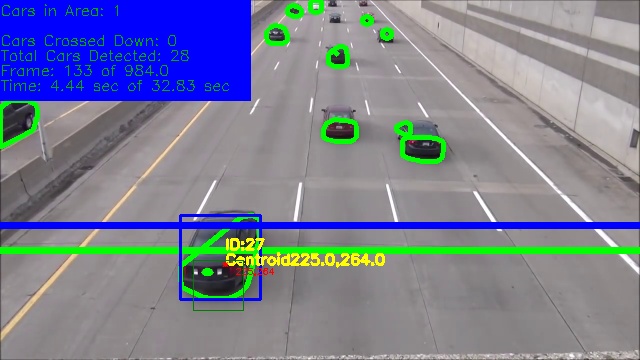 Cars in Area: 1
Cars Crossed Down: 0
Total Cars Detected: 28
Frame: 133 of 984.0
Time: 4.44 sec of 32.83 sec
ID:27
Centroid225.0,264.0